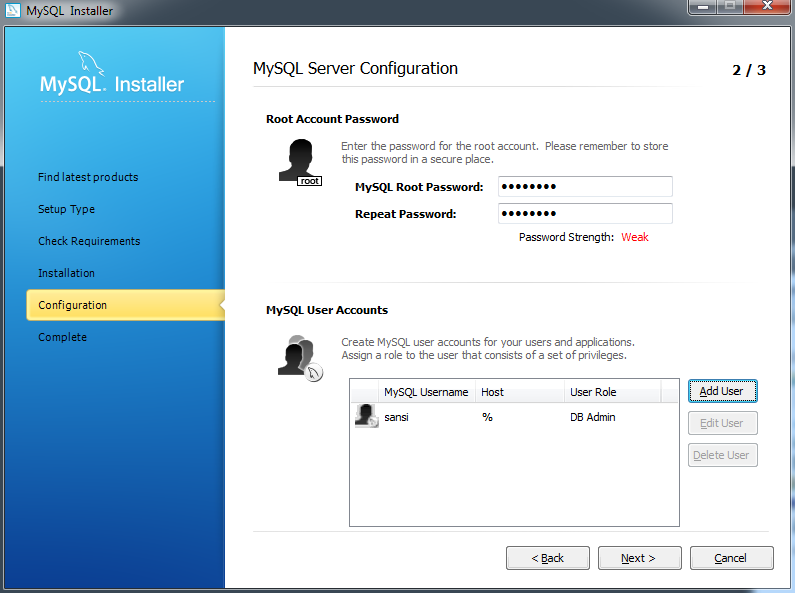 MySQL Installer
MySQL. Installer
MySQL Server Configuration
2 / 3
Find latest products
Setup Type
Check Requirements
Installation
Configuration
Complete
Root Account Password
root
Enter the password for the root account. Please remember to store
this password in a secure place.
MySQL Root Password: ●●●●●●●●
Repeat Password: ●●●●●●●●
Password Strength: Weak
MySQL User Accounts
Create MySQL user accounts for your users and applications.
Assign a role to the user that consists of a set of privileges.
MySQL Username Host User Role
sansi % DB Admin
Add User
Edit User
Delete User
< Back Next > Cancel